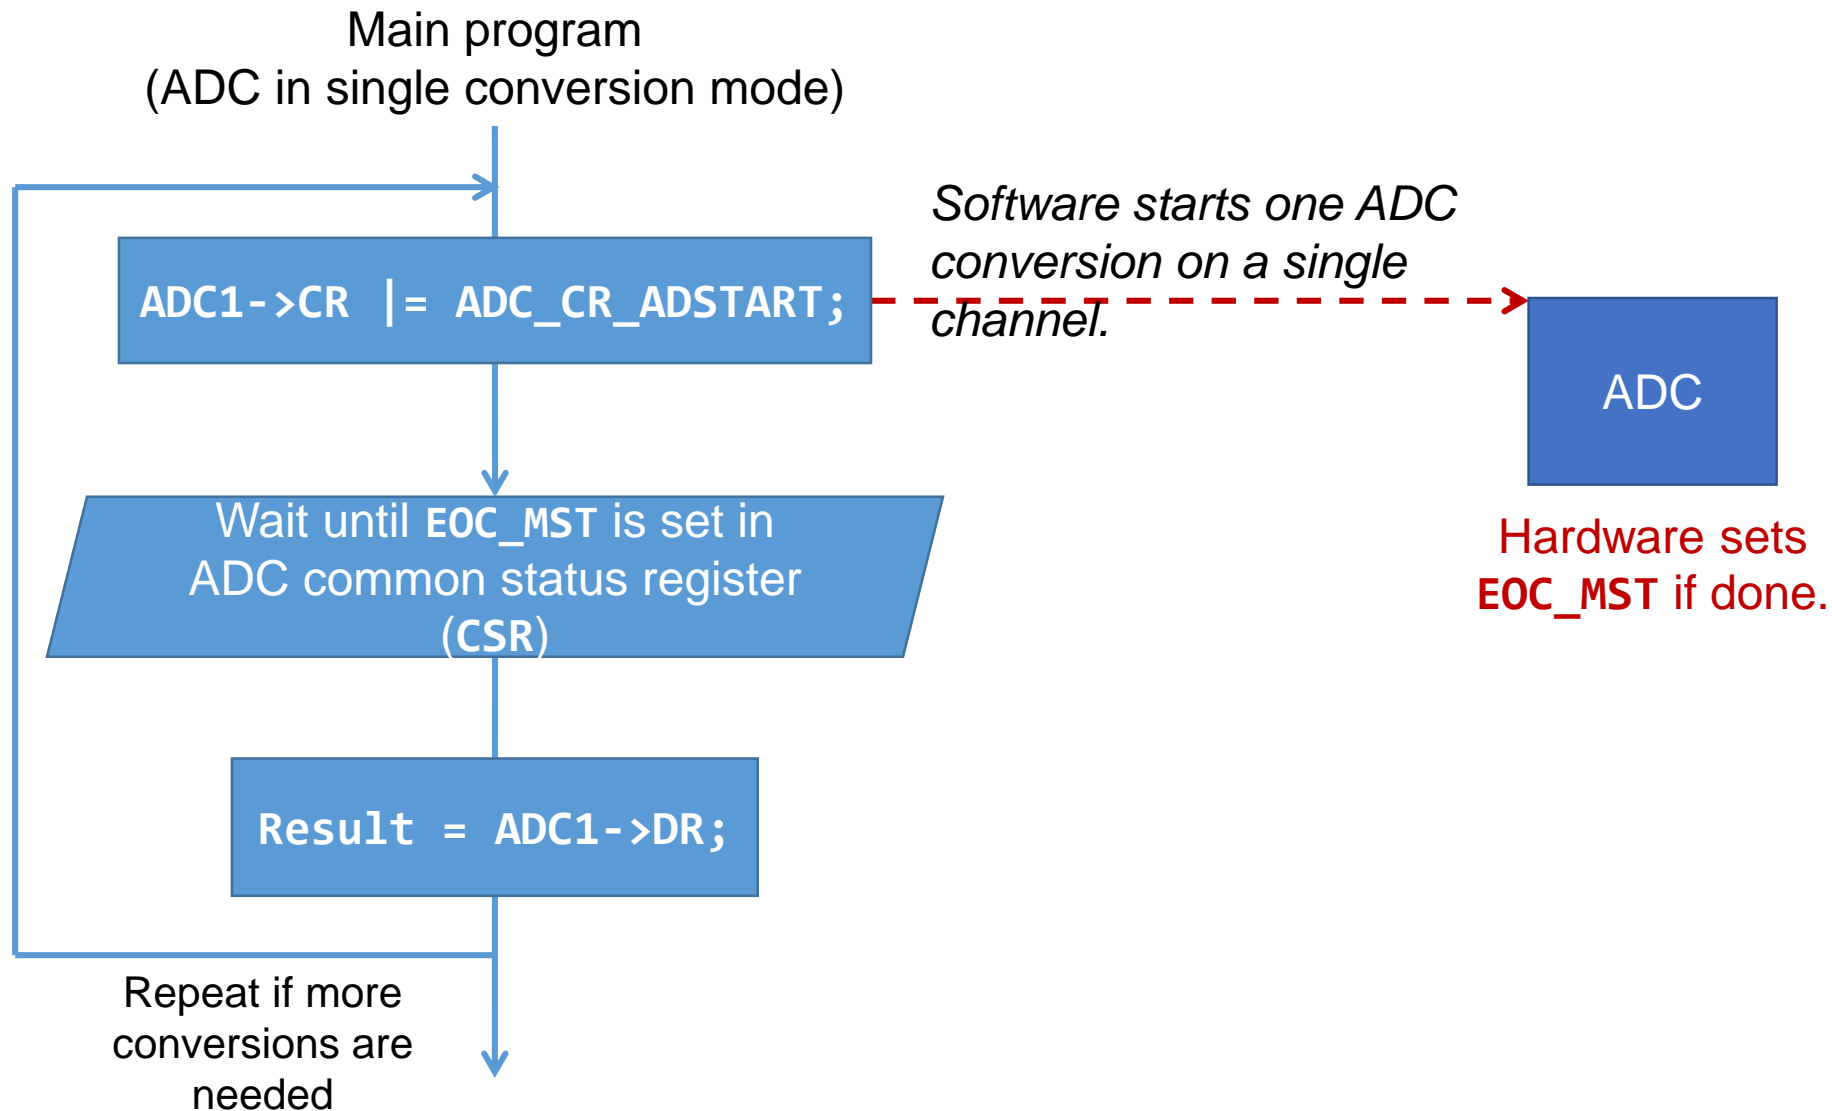 Main program
(ADC in single conversion mode)
Software starts one ADC
conversion on a single
channel.
ADC1->CR |= ADC_CR_ADSTART;
ADC
Wait until EOC_MST is set in
ADC common status register
(CSR)
Hardware sets
EOC_MST if done.
Result = ADC1->DR;
Repeat if more
conversions are
needed